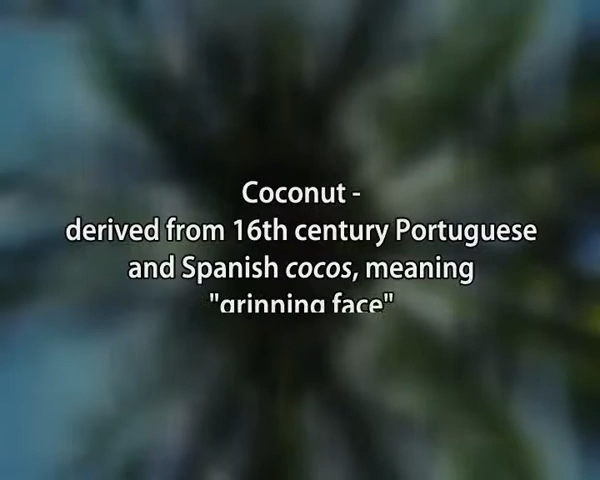 Coconut -
derived from 16th century Portuguese
and Spanish cocos, meaning
"grinning face"